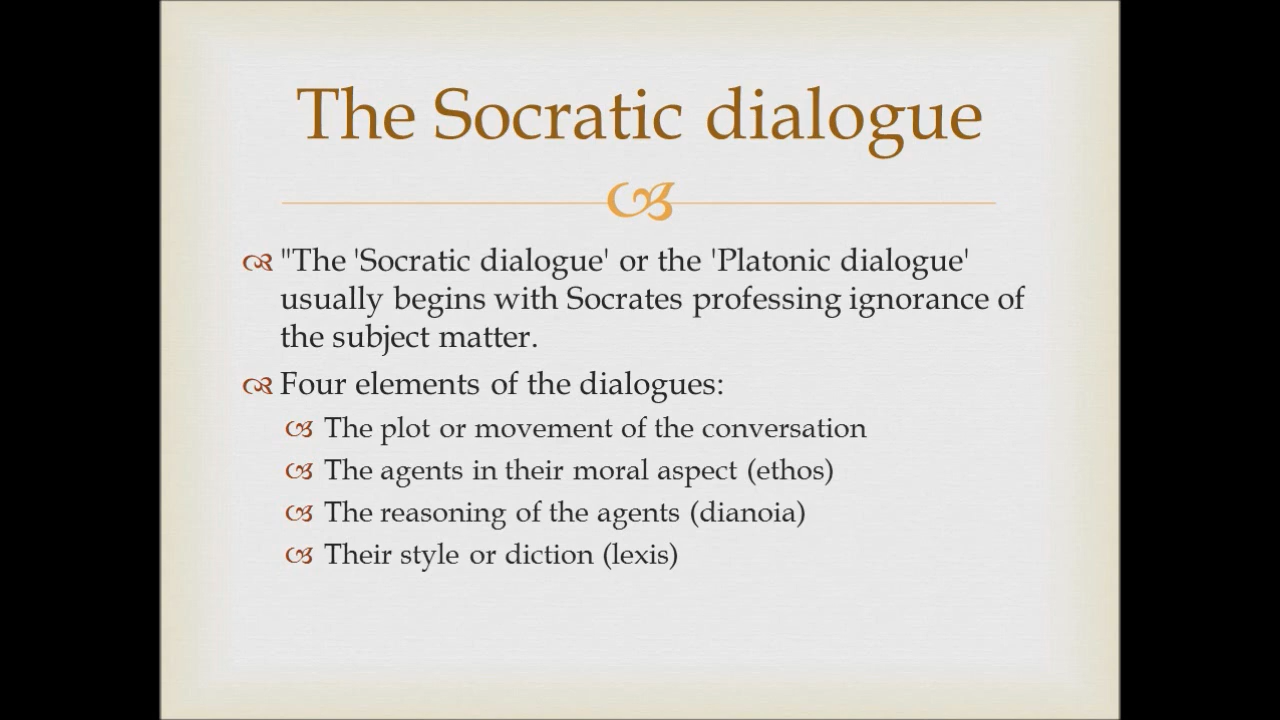 The Socratic dialogue
"The 'Socratic dialogue' or the 'Platonic dialogue'
usually begins with Socrates professing ignorance of
the subject matter.
Four elements of the dialogues:
The plot or movement of the conversation
The agents in their moral aspect (ethos)
The reasoning of the agents (dianoia)
Their style or diction (lexis)